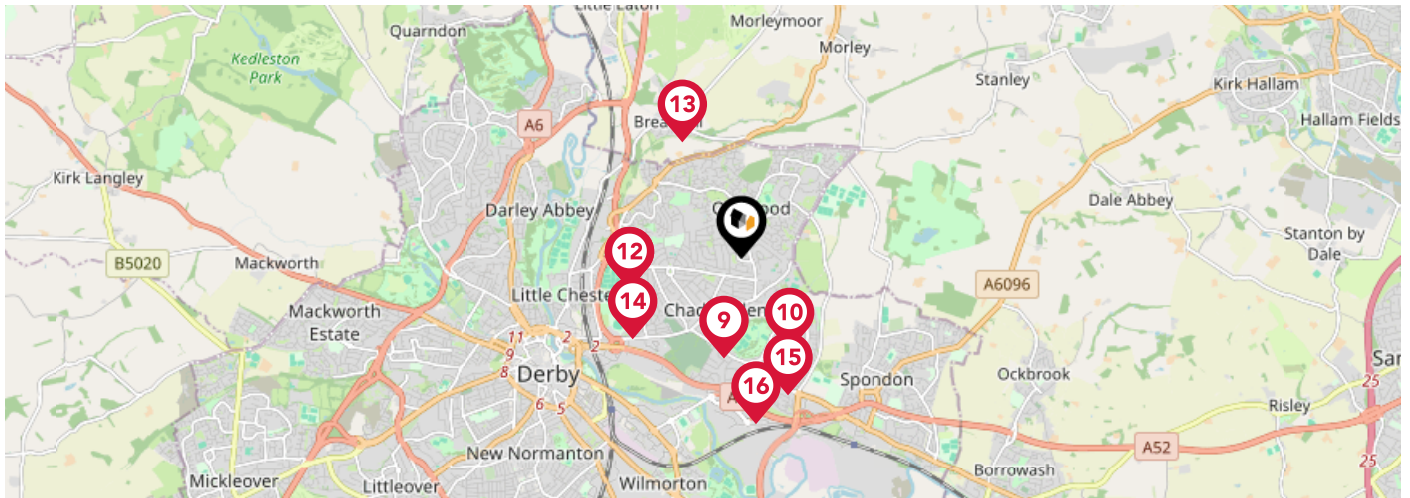 Little Eaton
Morleymoor
Quarndon
Morley
Kedleston
Park
Stanley
Kirk Hallam
13
A6
Hallam Fields
Kirk Langley
Dale Abbey
Darley Abbey
12
Stanton by
Dale
B5020
Mackworth
A6096
14
Little Cheste
Mackworth
Estate
9
10
11
2
2
9
15
8
Derby
16
Spondon
Ockbrook
25
6
5
Risley
A52
New Normanton
25
Mickleover
Littleover
Wilmorton
Borrowash